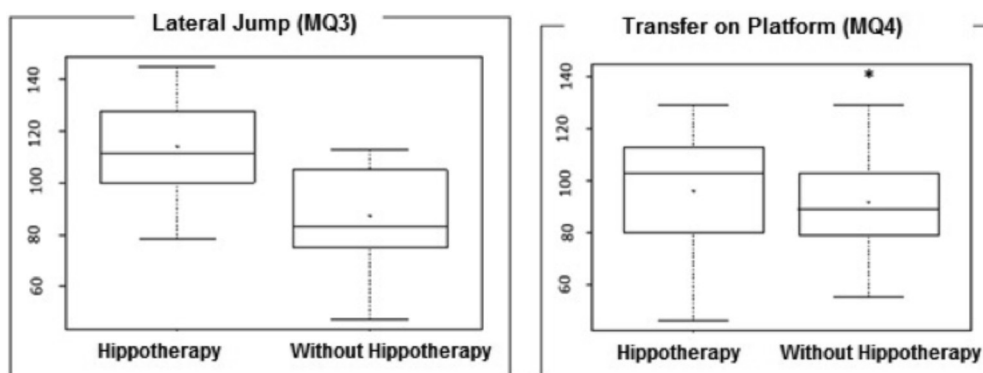 Lateral Jump (MQ3)
140
120
100
80
60
Hippotherapy Without Hippotherapy
Transfer on Platform (MQ4)
140
120
100
80
60
Hippotherapy Without Hippotherapy